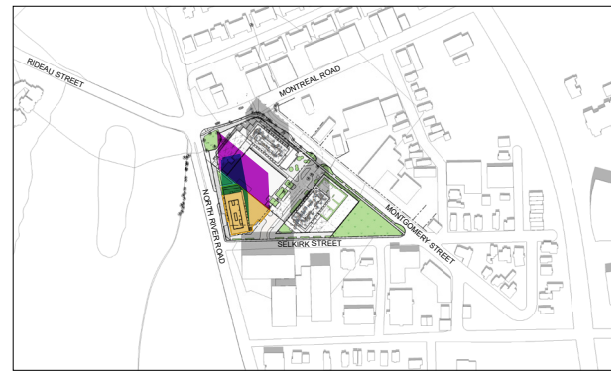 RIDEAU STREET
MONTREAL ROAD
NORTH RIVER ROAD
MONTGOMERY STREET
SELKIRK STREET